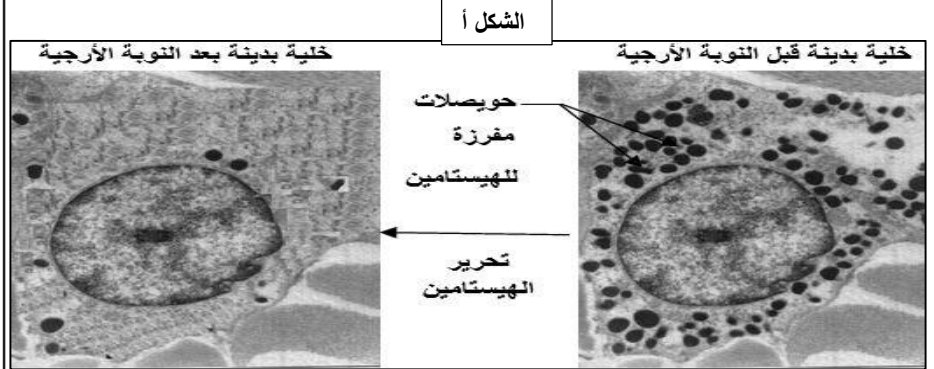 الشكل أ
خلية بدينة قبل النوبة الأرجية
خلية بدينة بعد النوبة الأرجية
حويصلات
مفرزة
للهيستامين
تحرير
الهيستامين